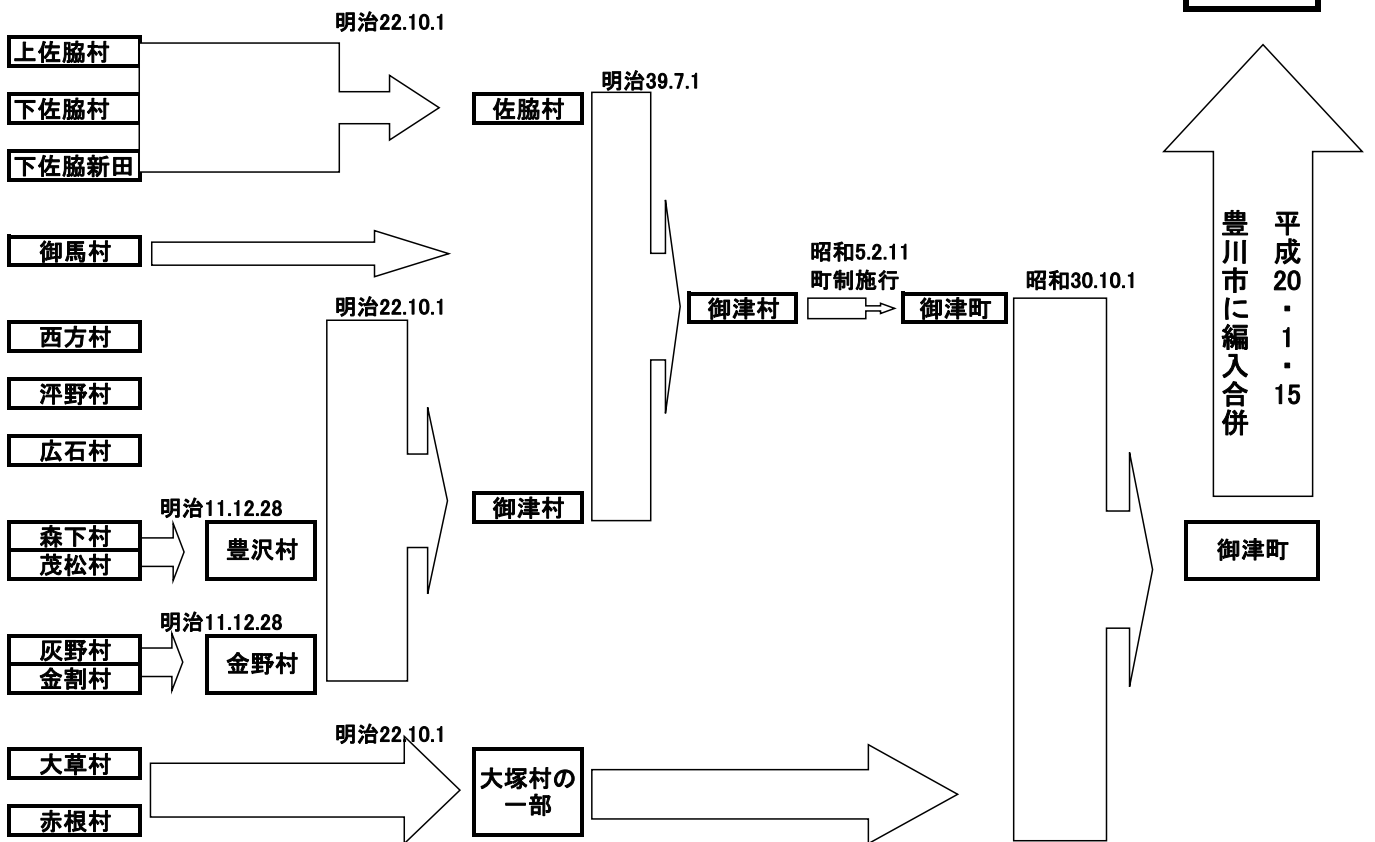 明治22.10.1
上佐脇村
下佐脇村
下佐脇新田
佐脇村
明治39.7.1
御馬村
明治22.10.1
西方村
泙野村
広石村
明治11.12.28
森下村
茂松村
豊沢村
御津村
明治11.12.28
灰野村
金割村
金野村
明治22.10.1
大草村
赤根村
大塚村の
一部
御津村
昭和5.2.11
町制施行
御津町
昭和30.10.1
御津町
平成20・1・15
豊川市に編入合併